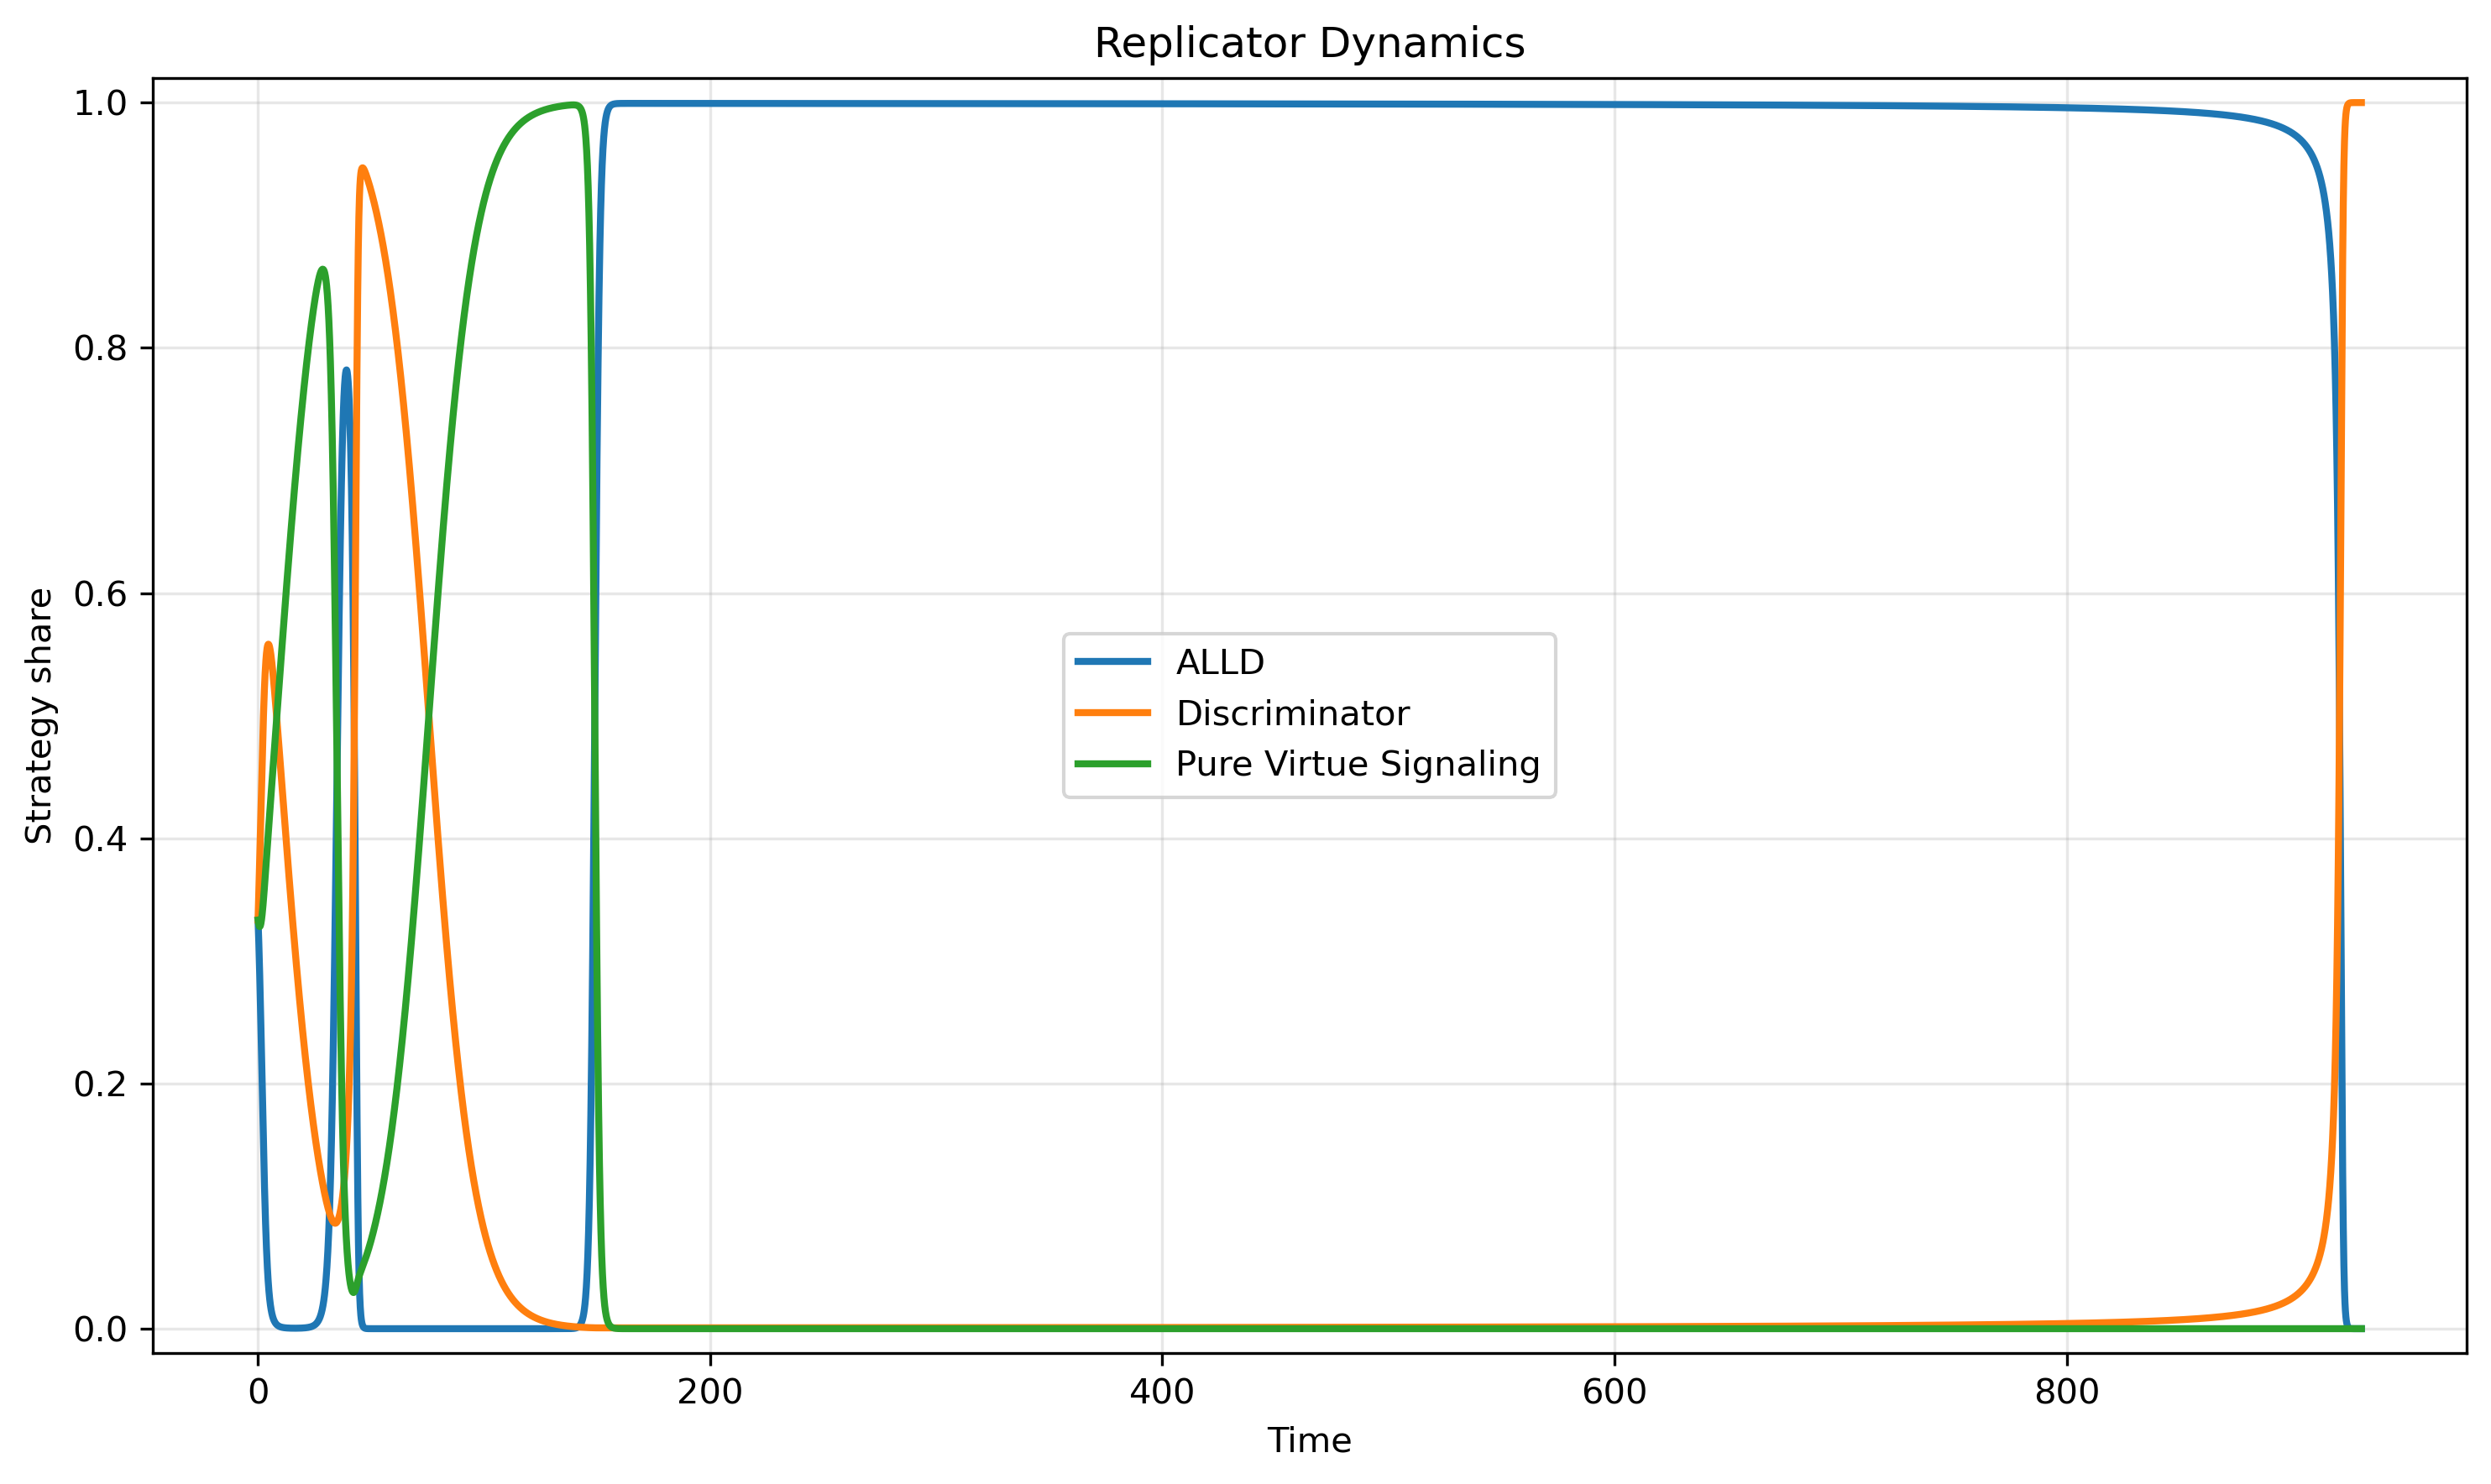 Replicator Dynamics
1.0
0.8
0.6
0.4
0.2
0.0
Strategy share
ALLD
Discriminator
Pure Virtue Signaling
0
200
400
600
800
Time